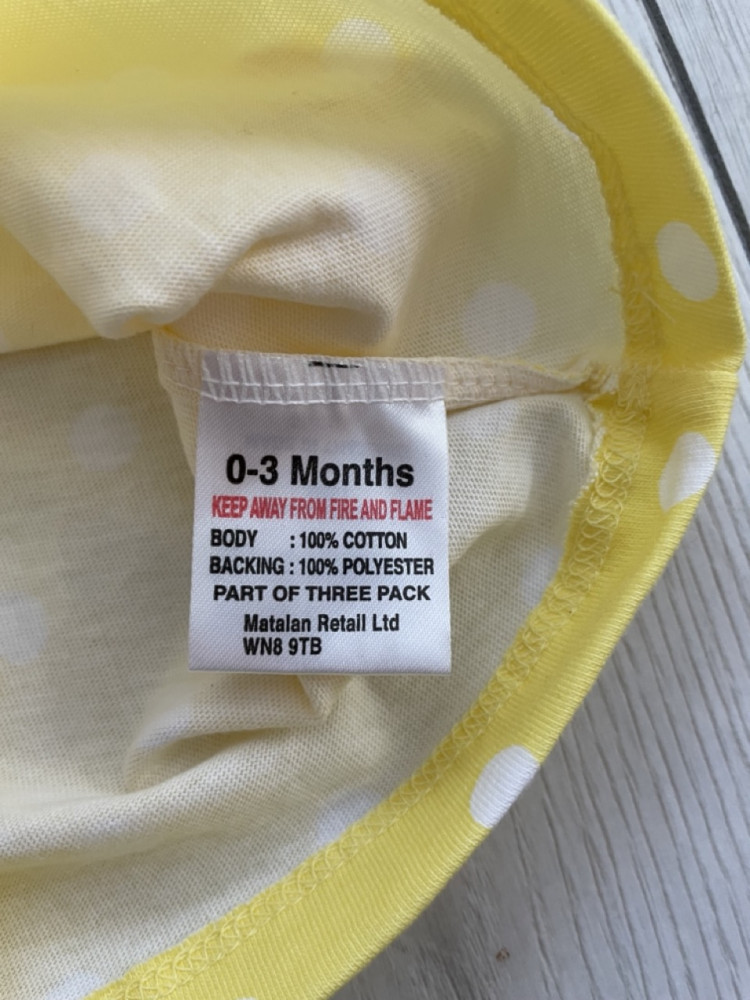 0-3 Months
KEEP AWAY FROM FIRE AND FLAME
BODY : 100% COTTON
BACKING : 100% POLYESTER
PART OF THREE PACK
Matalan Retail Ltd
WN8 9TB